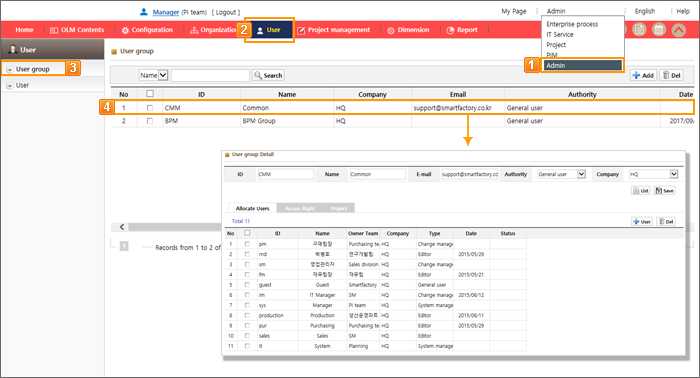 Manager (PI team) [ Logout ] My Page Admin English Help
Enterprise process
IT Service
Project
PIM
1 Admin
Home OLM Contents Configuration Organization 2 User Project management Dimension Report
User
User group 3
User
User group
Name Search Add Del
No ID Name Company Email Authority Date
4 1 CMM Common HQ support@smartfactory.co.kr General user
2 BPM BPM Group HQ General user 2017/09/
User group Detail
ID CMM Name Common E-mail support@smartfactory.co Authority General user Company HQ
List Save
Allocate Users Access Right Project
Total 11 User Del
No ID Name Owner Team Company Type Date Status
1 pm 구매팀장 Purchasing te HQ Change manage
2 rnd 박병호 연구개발팀 HQ Editor 2015/05/29
3 sm 영업관리자 Sales division HQ Change manage
4 fm 재무팀장 재무팀 HQ Editor 2015/05/21
5 guest Guest Smartfactory HQ General user
6 im IT Manager SM HQ Change manage 2015/06/12
7 sys Manager PI team HQ System manage
8 production Production 생산운영파트 HQ Editor 2015/06/11
9 pur Purchasing Purchasing te HQ Editor 2015/05/29
10 sales Sales SM HQ Editor
11 it System Planning HQ System manage
1 Records from 1 to 2 of